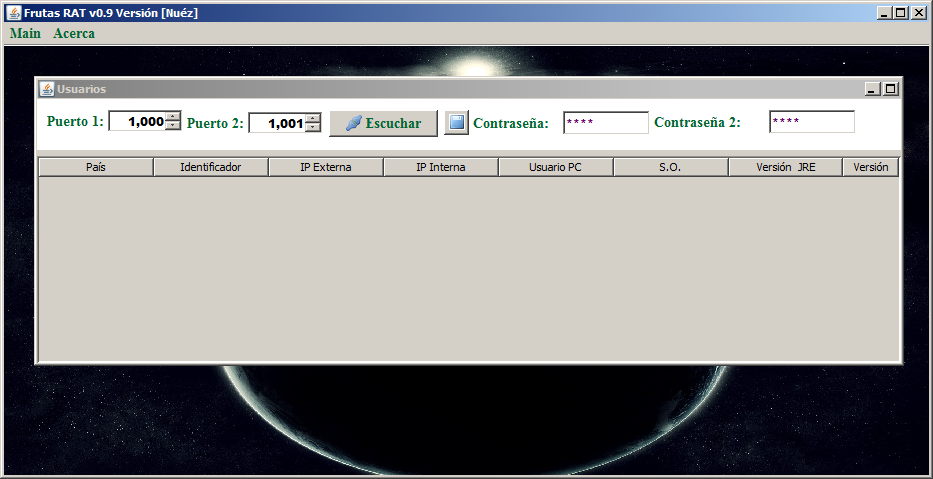 Frutas RAT v0.9 Versión [Nuéz]
Main Acerca
Usuarios
Puerto 1: 1,000 Puerto 2: 1,001 Escuchar Contraseña: **** Contraseña 2: ****
País Identificador IP Externa IP Interna Usuario PC S.O. Versión JRE Versión